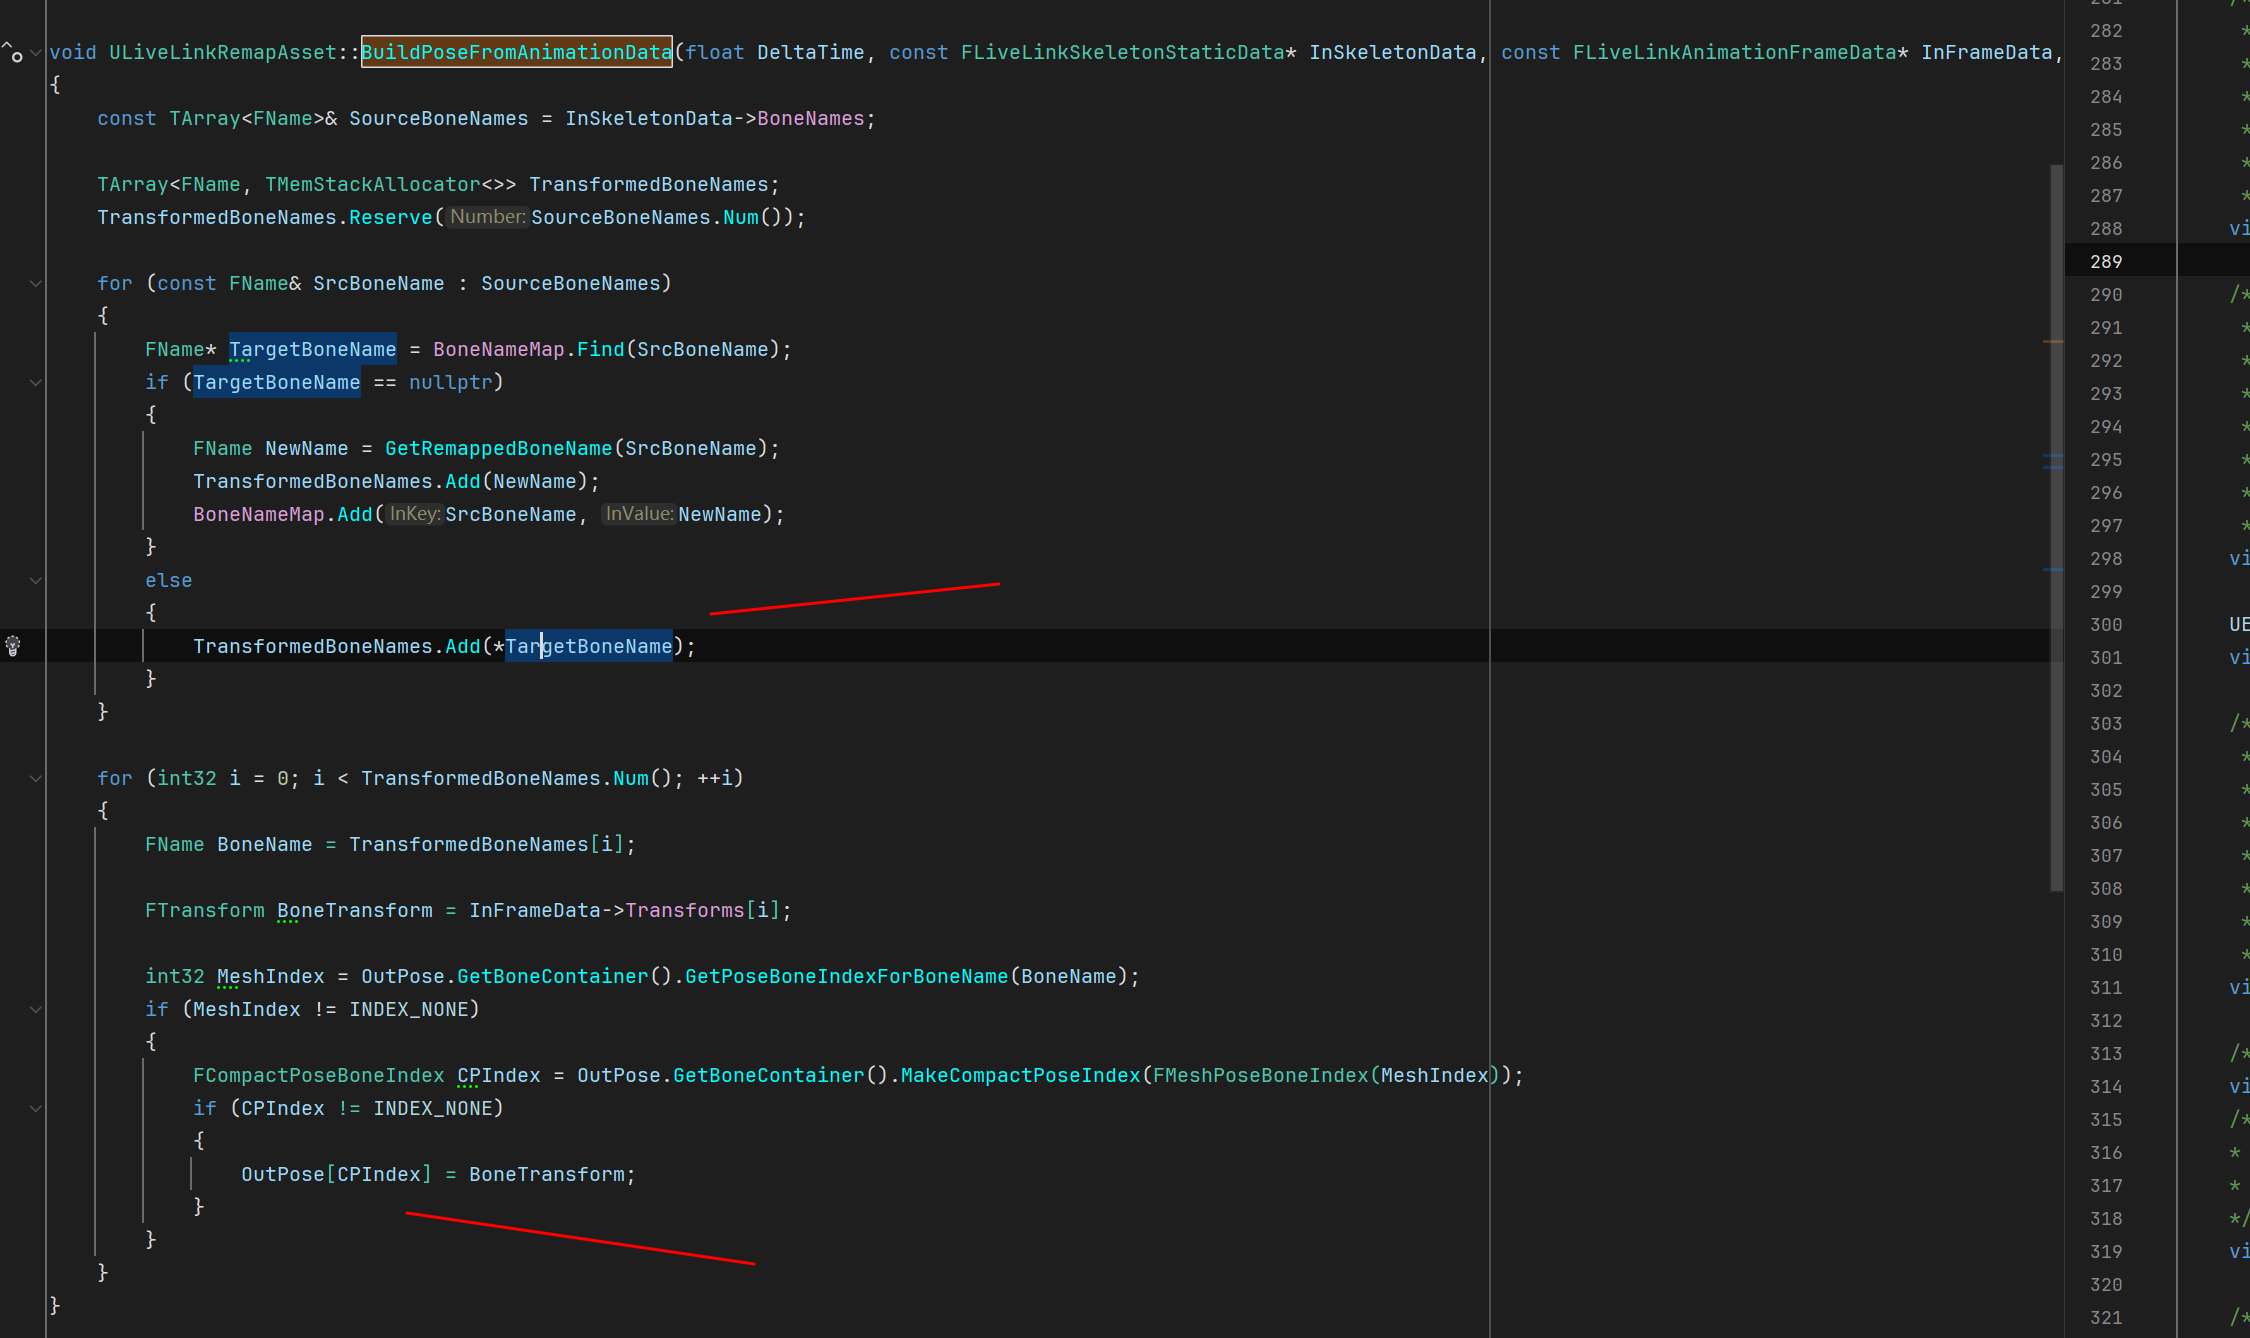 void ULiveLinkRemapAsset::BuildPoseFromAnimationData(float DeltaTime, const FLiveLinkSkeletonStaticData* InSkeletonData, const FLiveLinkAnimationFrameData* InFrameData,
{
const TArray<FName>& SourceBoneNames = InSkeletonData->BoneNames;
TArray<FName, TMemStackAllocator<>> TransformedBoneNames;
TransformedBoneNames.Reserve(Number:SourceBoneNames.Num());
for (const FName& SrcBoneName : SourceBoneNames)
{
FName* TargetBoneName = BoneNameMap.Find(SrcBoneName);
if (TargetBoneName == nullptr)
{
FName NewName = GetRemappedBoneName(SrcBoneName);
TransformedBoneNames.Add(NewName);
BoneNameMap.Add(InKey:SrcBoneName, InValue:NewName);
}
else
{
TransformedBoneNames.Add(*TargetBoneName);
}
}
for (int32 i = 0; i < TransformedBoneNames.Num(); ++i)
{
FName BoneName = TransformedBoneNames[i];
FTransform BoneTransform = InFrameData->Transforms[i];
int32 MeshIndex = OutPose.GetBoneContainer().GetPoseBoneIndexForBoneName(BoneName);
if (MeshIndex != INDEX_NONE)
{
FCompactPoseBoneIndex CPIndex = OutPose.GetBoneContainer().MakeCompactPoseIndex(FMeshPoseBoneIndex(MeshIndex));
if (CPIndex != INDEX_NONE)
{
OutPose[CPIndex] = BoneTransform;
}
}
}
}
282 *
283 *
284 *
285 *
286 *
287 *
288 vi
289
290 /*
291 *
292 *
293 *
294 *
295 *
296 *
297 *
298 vi
299
300 UE
301 vi
302
303 /*
304 *
305 *
306 *
307 *
308 *
309 *
310 *
311 vi
312
313 /*
314 vi
315 /*
316 *
317 *
318 */
319 vi
320
321 /*